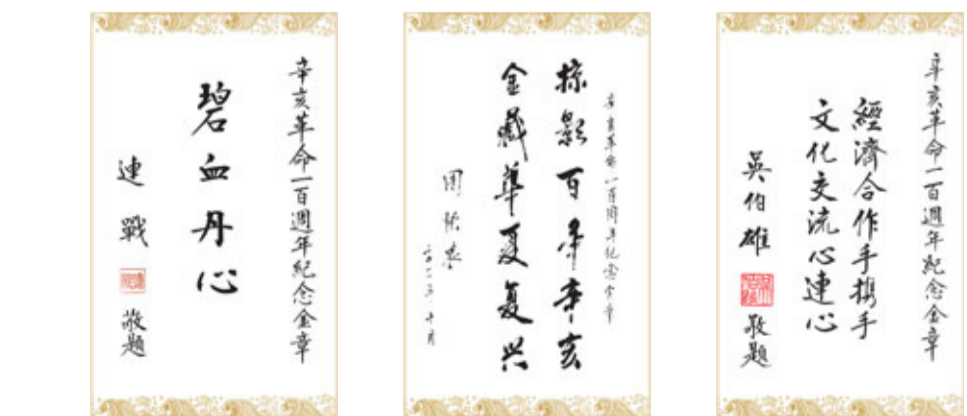 辛亥革命一百週年紀念金章
碧血丹心
連戰 敬題
辛亥革命一百周年纪念金章
掠影百年辛亥
金藏華夏复兴
二〇一一年十月
辛亥革命一百週年紀念金章
經濟合作手携手
文化交流心連心
吳伯雄 敬題